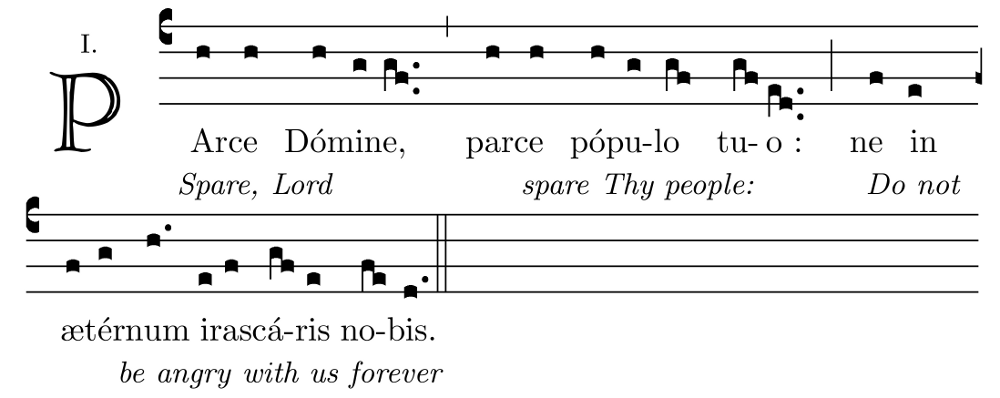 I.
PArce Dómine, parce pópu-lo tu-o : ne in
Spare, Lord spare Thy people: Do not
ætérnum irascá-ris no-bis.
be angry with us forever